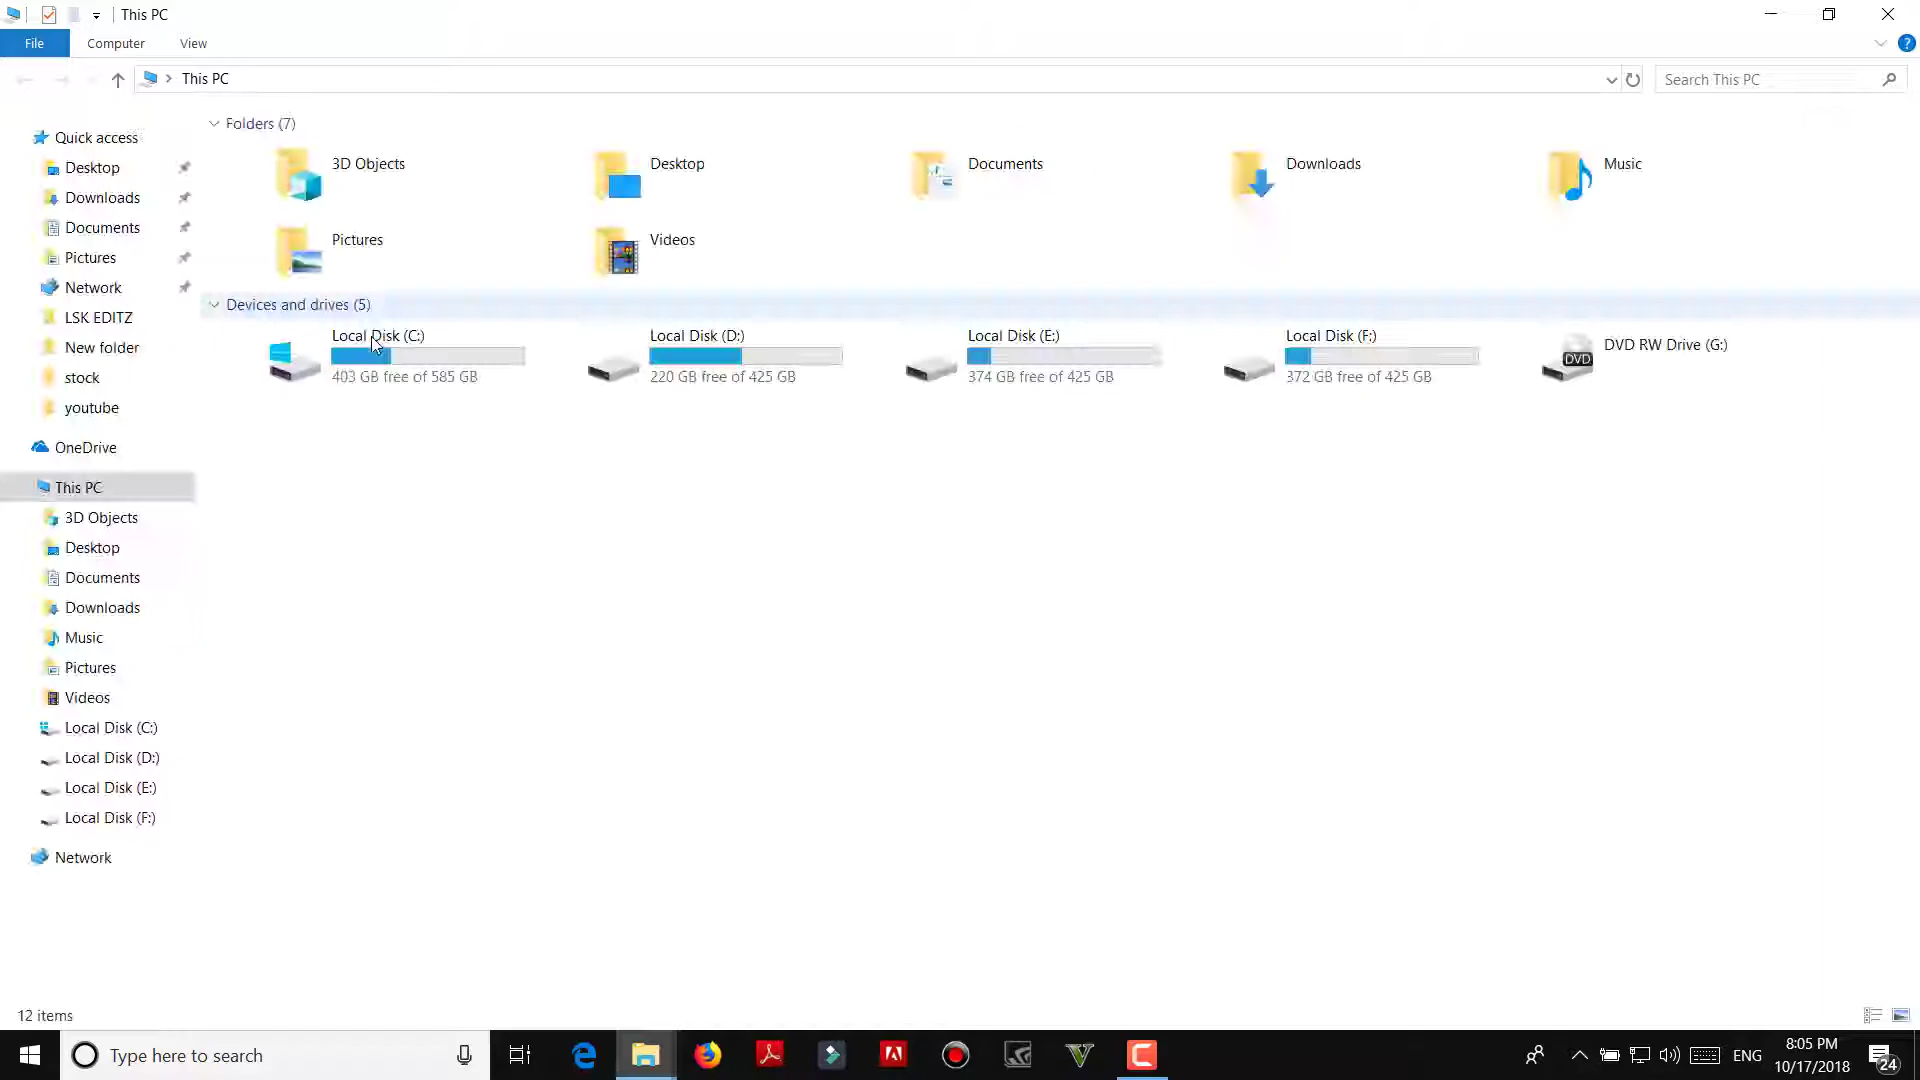 This PC
File Computer View
This PC
Search This PC
Quick access
Desktop
Downloads
Documents
Pictures
Network
LSK EDITZ
New folder
stock
youtube
OneDrive
This PC
3D Objects
Desktop
Documents
Downloads
Music
Pictures
Videos
Local Disk (C:)
Local Disk (D:)
Local Disk (E:)
Local Disk (F:)
Network
Folders (7)
3D Objects
Desktop
Documents
Downloads
Music
Pictures
Videos
Devices and drives (5)
Local Disk (C:)
403 GB free of 585 GB
Local Disk (D:)
220 GB free of 425 GB
Local Disk (E:)
374 GB free of 425 GB
Local Disk (F:)
372 GB free of 425 GB
DVD RW Drive (G:)
DVD
12 items
Type here to search
ENG
8:05 PM
10/17/2018
24